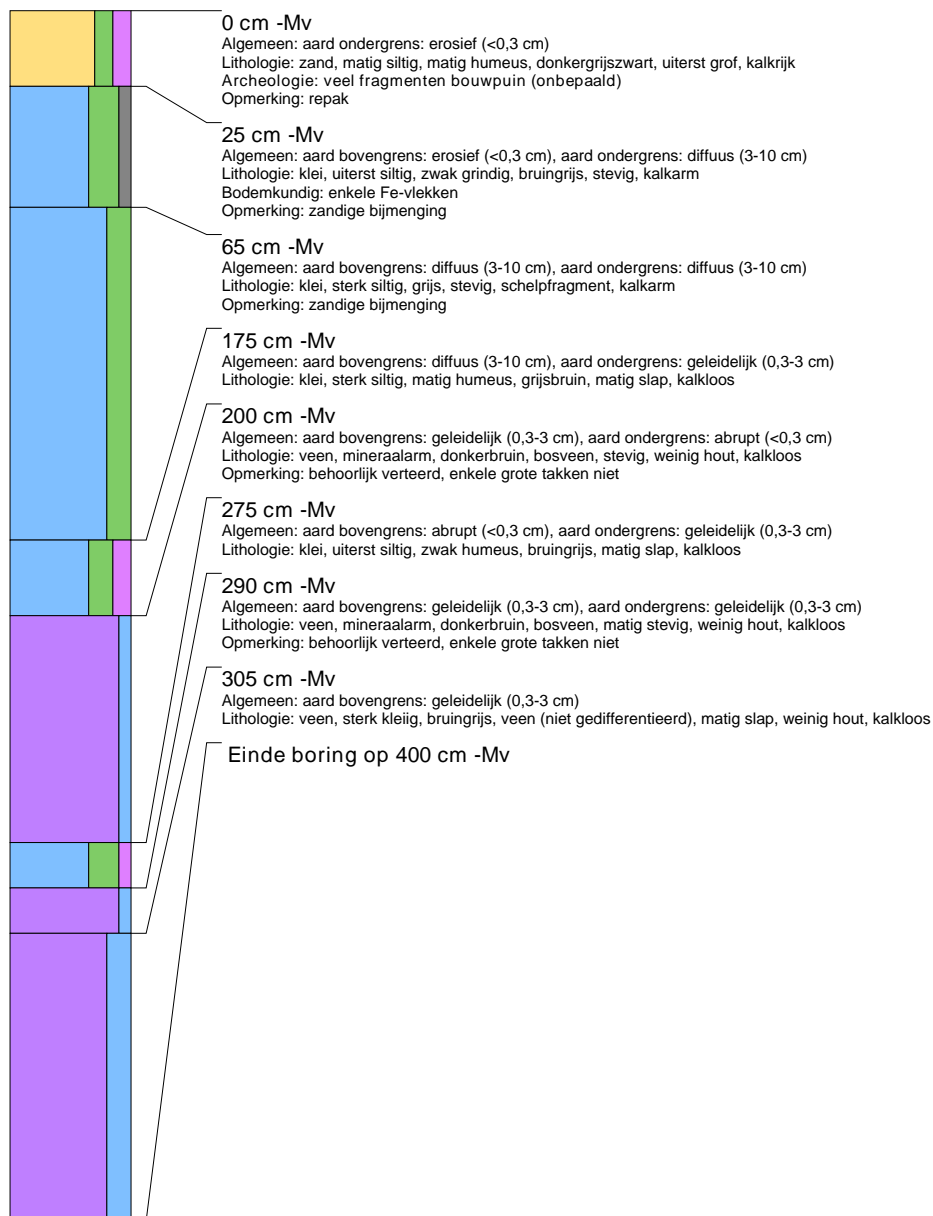 0 cm -Mv
Algemeen: aard ondergrens: erosief (<0,3 cm)
Lithologie: zand, matig siltig, matig humeus, donkergrijszwart, uiterst grof, kalkrijk
Archeologie: veel fragmenten bouwpuin (onbepaald)
Opmerking: repak
25 cm -Mv
Algemeen: aard bovengrens: erosief (<0,3 cm), aard ondergrens: diffuus (3-10 cm)
Lithologie: klei, uiterst siltig, zwak grindig, bruingrijs, stevig, kalkarm
Bodemkundig: enkele Fe-vlekken
Opmerking: zandige bijmenging
65 cm -Mv
Algemeen: aard bovengrens: diffuus (3-10 cm), aard ondergrens: diffuus (3-10 cm)
Lithologie: klei, sterk siltig, grijs, stevig, schelpfragment, kalkarm
Opmerking: zandige bijmenging
175 cm -Mv
Algemeen: aard bovengrens: diffuus (3-10 cm), aard ondergrens: geleidelijk (0,3-3 cm)
Lithologie: klei, sterk siltig, matig humeus, grijsbruin, matig slap, kalkloos
200 cm -Mv
Algemeen: aard bovengrens: geleidelijk (0,3-3 cm), aard ondergrens: abrupt (<0,3 cm)
Lithologie: veen, mineraalarm, donkerbruin, bosveen, stevig, weinig hout, kalkloos
Opmerking: behoorlijk verteerd, enkele grote takken niet
275 cm -Mv
Algemeen: aard bovengrens: abrupt (<0,3 cm), aard ondergrens: geleidelijk (0,3-3 cm)
Lithologie: klei, uiterst siltig, zwak humeus, bruingrijs, matig slap, kalkloos
290 cm -Mv
Algemeen: aard bovengrens: geleidelijk (0,3-3 cm), aard ondergrens: geleidelijk (0,3-3 cm)
Lithologie: veen, mineraalarm, donkerbruin, bosveen, matig stevig, weinig hout, kalkloos
Opmerking: behoorlijk verteerd, enkele grote takken niet
305 cm -Mv
Algemeen: aard bovengrens: geleidelijk (0,3-3 cm)
Lithologie: veen, sterk kleiig, bruingrijs, veen (niet gedifferentieerd), matig slap, weinig hout, kalkloos
Einde boring op 400 cm -Mv